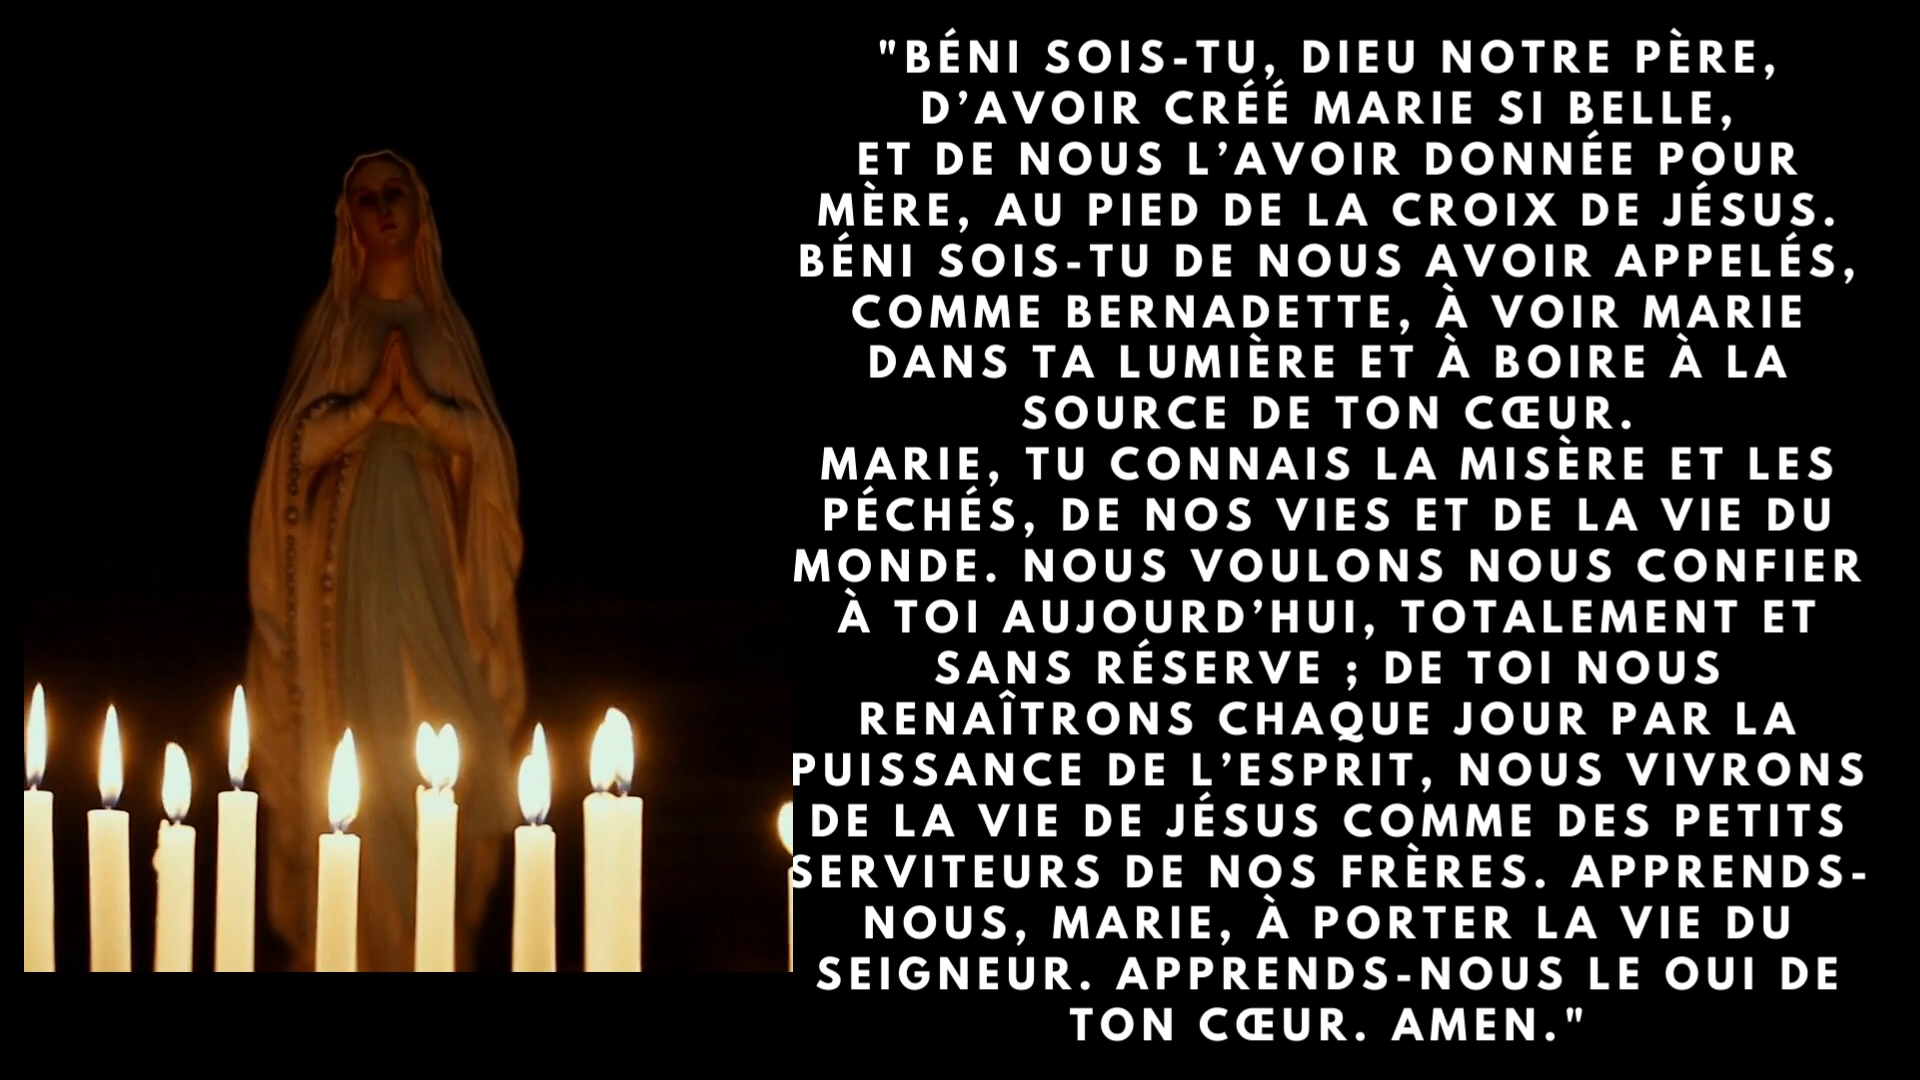 "BÉNI SOIS-TU, DIEU NOTRE PÈRE,
D’AVOIR CRÉÉ MARIE SI BELLE,
ET DE NOUS L’AVOIR DONNÉE POUR
MÈRE, AU PIED DE LA CROIX DE JÉSUS.
BÉNI SOIS-TU DE NOUS AVOIR APPELÉS,
COMME BERNADETTE, À VOIR MARIE
DANS TA LUMIÈRE ET À BOIRE À LA
SOURCE DE TON CŒUR.
MARIE, TU CONNAIS LA MISÈRE ET LES
PÉCHÉS, DE NOS VIES ET DE LA VIE DU
MONDE. NOUS VOULONS NOUS CONFIER
À TOI AUJOURD’HUI, TOTALEMENT ET
SANS RÉSERVE ; DE TOI NOUS
RENAÎTRONS CHAQUE JOUR PAR LA
PUISSANCE DE L’ESPRIT, NOUS VIVRONS
DE LA VIE DE JÉSUS COMME DES PETITS
SERVITEURS DE NOS FRÈRES. APPRENDS-
NOUS, MARIE, À PORTER LA VIE DU
SEIGNEUR. APPRENDS-NOUS LE OUI DE
TON CŒUR. AMEN."